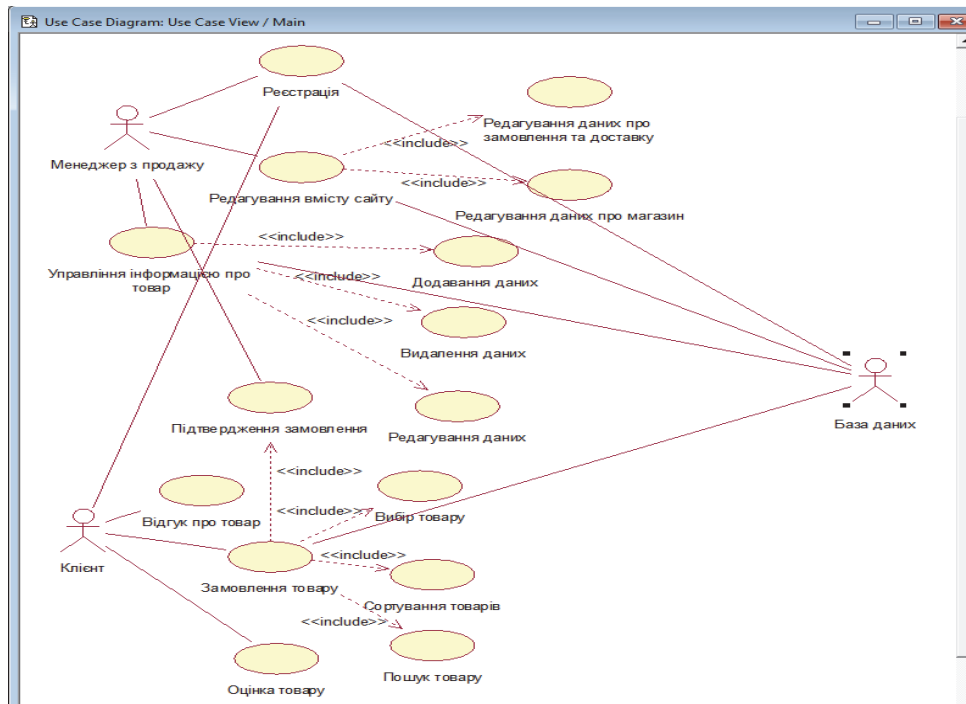 Use Case Diagram: Use Case View / Main
Реєстрація
Редагування даних про
замовлення та доставку
<<include>>
Менеджер з продажу
<<include>>
Редагування вмісту сайту
Редагування даних про магазин
<<include>>
Управління інформацією про
товар
<<include>>
Додавання даних
<<include>>
Видалення даних
База даних
Підтвердження замовлення
Редагування даних
<<include>>
<<include>>
Вибір товару
Відгук про товар
<<include>>
Клієнт
Замовлення товару
Сортування товарів
<<include>>
Пошук товару
Оцінка товару